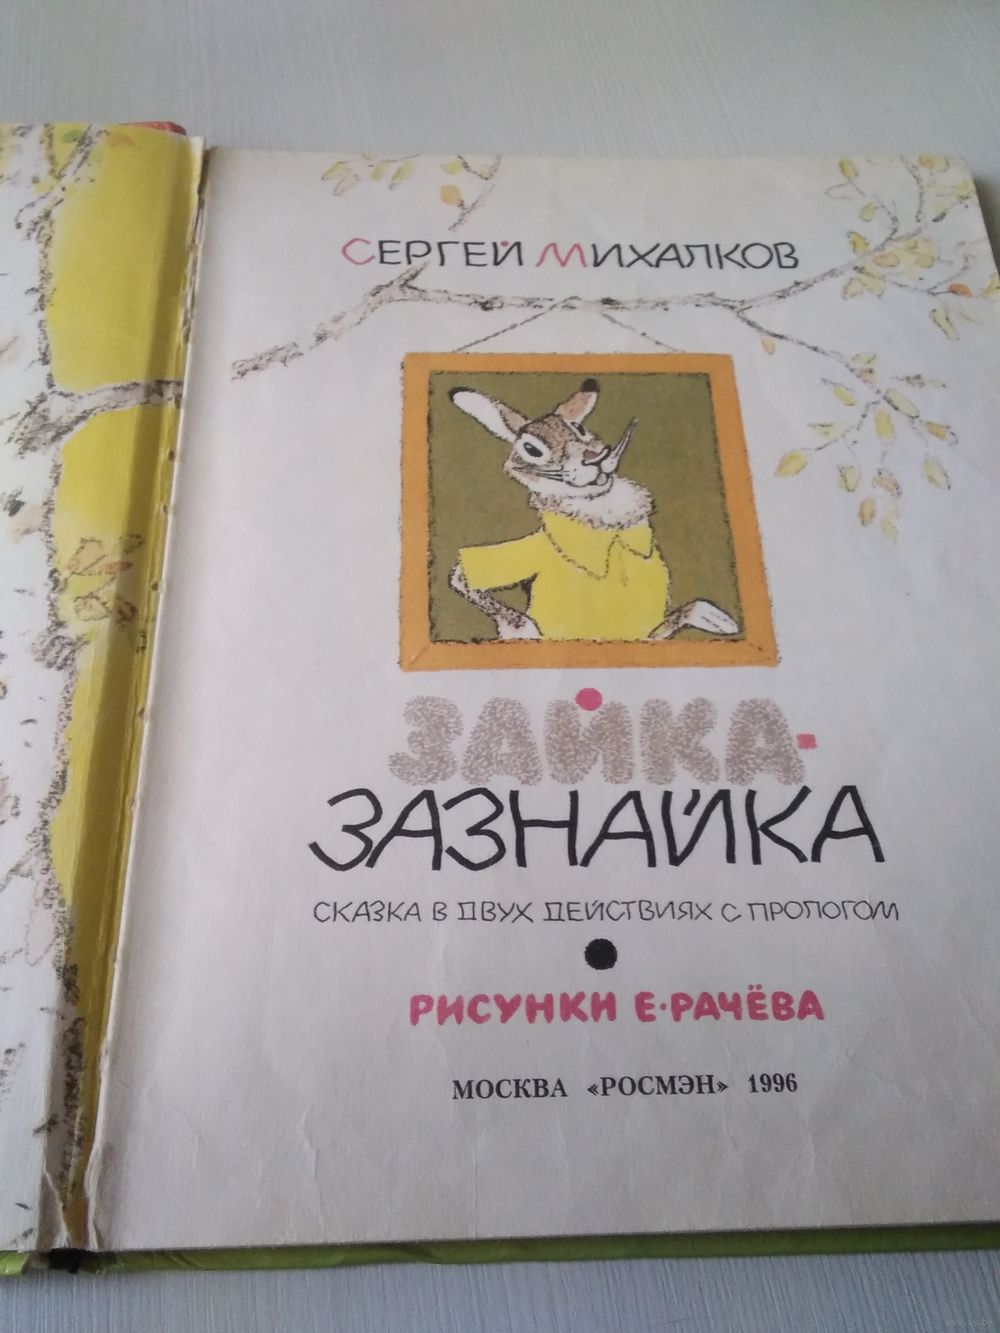 СЕРГЕЙ МИХАЛКОВ
ЗАЙКА-
ЗАЗНАЙКА
СКАЗКА В ДВУХ ДЕЙСТВИЯХ С ПРОЛОГОМ
РИСУНКИ Е·РАЧЁВА
МОСКВА «РОСМЭН» 1996